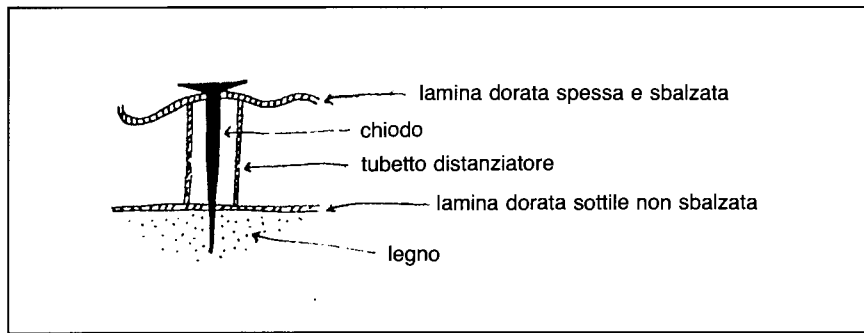 lamina dorata spessa e sbalzata
chiodo
tubetto distanziatore
lamina dorata sottile non sbalzata
legno